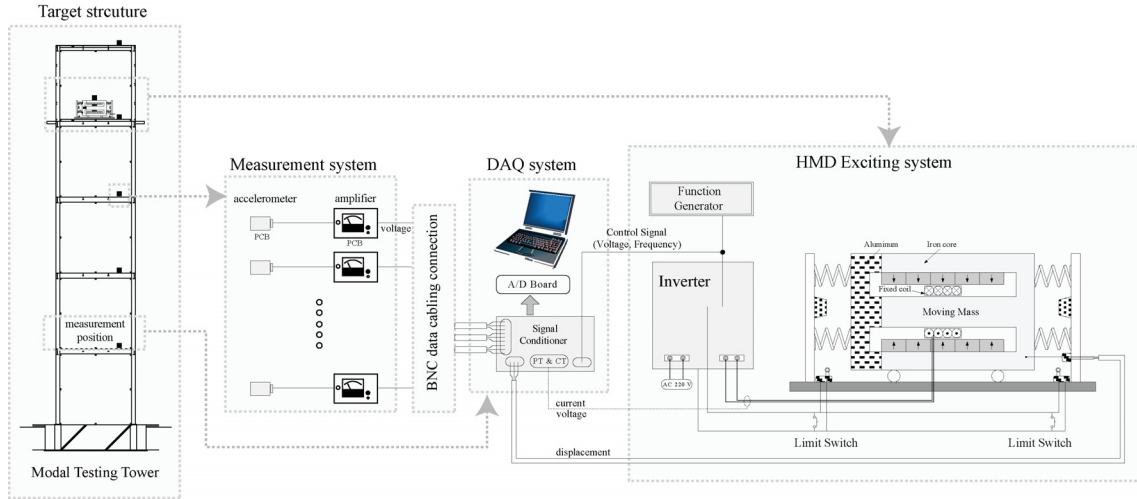 Target strcuture
measurement
position
Modal Testing Tower
Measurement system
accelerometer
amplifier
PCB
PCB
voltage
BNC data cabling connection
DAQ system
A/D Board
Signal
Conditioner
PT & CT
current
voltage
displacement
Control Signal
(Voltage, Frequency)
HMD Exciting system
Function
Generator
Inverter
AC 220 V
Aluminum
Iron core
Fixed coil
Moving Mass
Limit Switch
Limit Switch